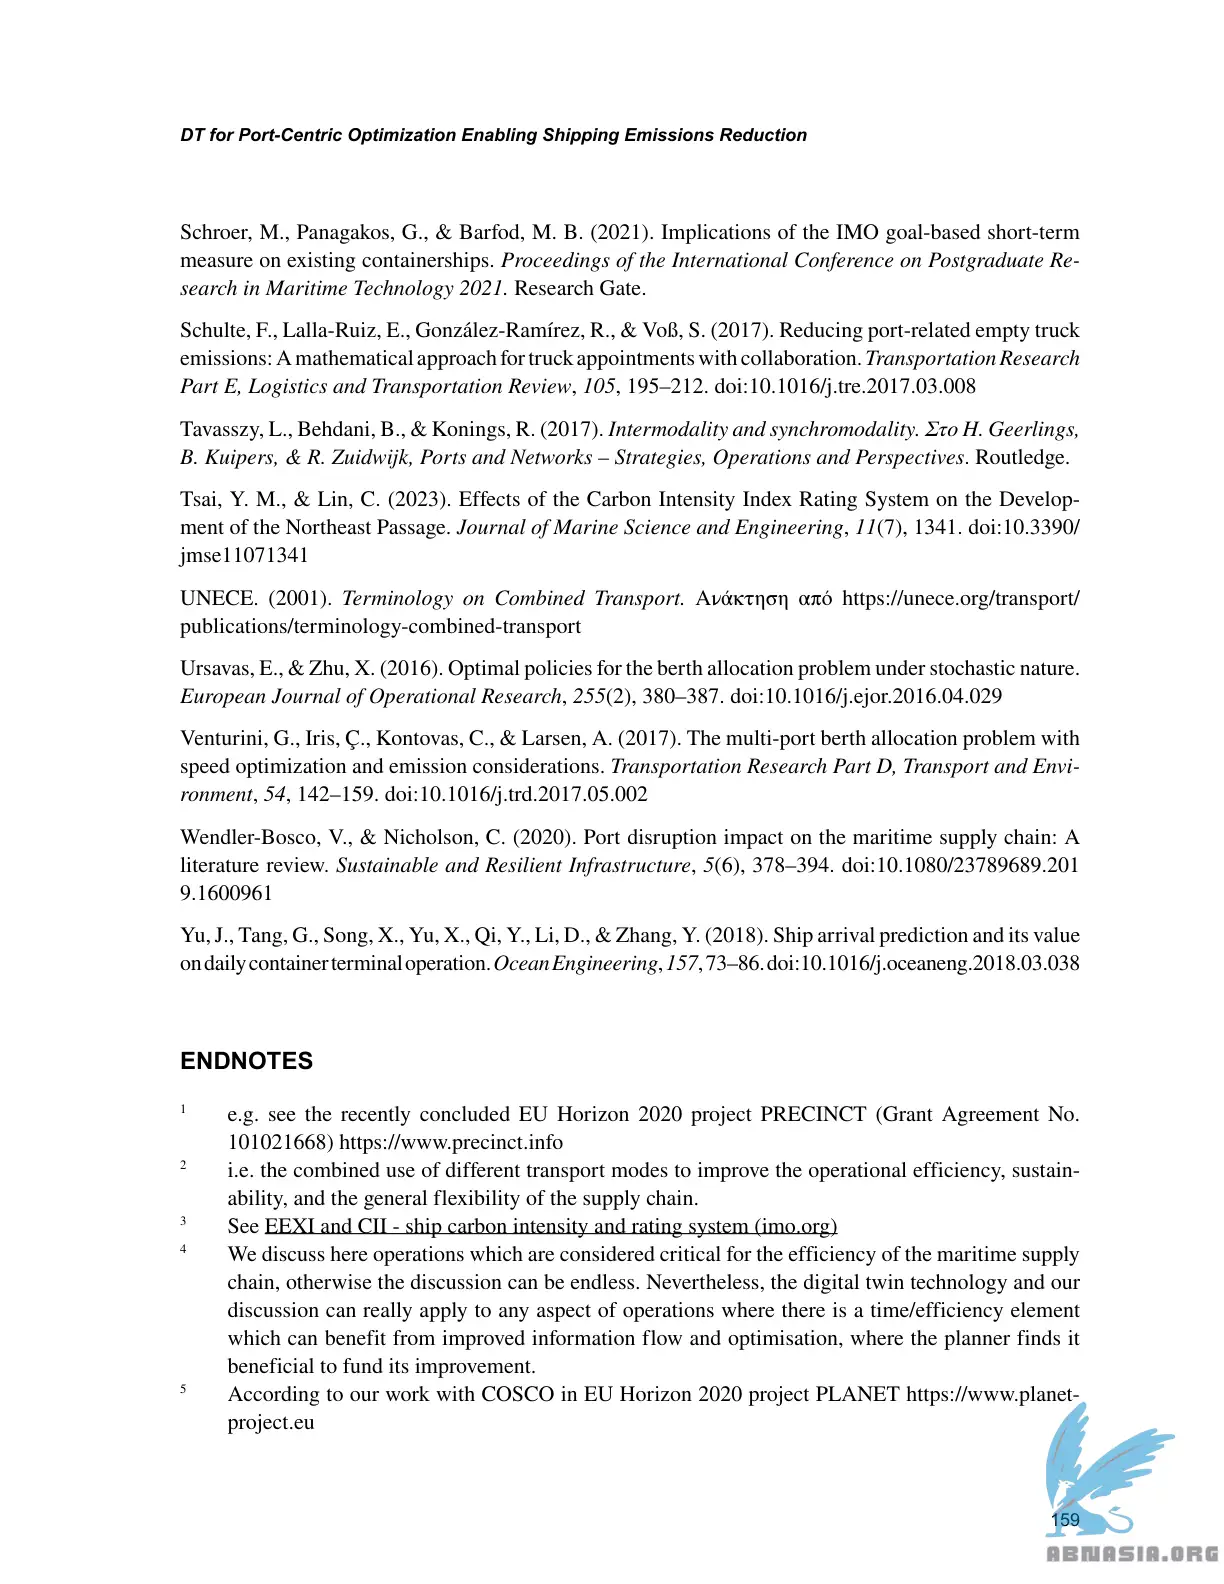 DT for Port-Centric Optimization Enabling Shipping Emissions Reduction
Schroer, M., Panagakos, G., & Barfod, M. B. (2021). Implications of the IMO goal-based short-term
measure on existing containerships. Proceedings of the International Conference on Postgraduate Re-
search in Maritime Technology 2021. Research Gate.
Schulte, F., Lalla-Ruiz, E., González-Ramírez, R., & Voß, S. (2017). Reducing port-related empty truck
emissions: A mathematical approach for truck appointments with collaboration. Transportation Research
Part E, Logistics and Transportation Review, 105, 195–212. doi:10.1016/j.tre.2017.03.008
Tavasszy, L., Behdani, B., & Konings, R. (2017). Intermodality and synchromodality. Στο H. Geerlings,
B. Kuipers, & R. Zuidwijk, Ports and Networks – Strategies, Operations and Perspectives. Routledge.
Tsai, Y. M., & Lin, C. (2023). Effects of the Carbon Intensity Index Rating System on the Develop-
ment of the Northeast Passage. Journal of Marine Science and Engineering, 11(7), 1341. doi:10.3390/
jmse11071341
UNECE. (2001). Terminology on Combined Transport. Ανάκτηση από https://unece.org/transport/
publications/terminology-combined-transport
Ursavas, E., & Zhu, X. (2016). Optimal policies for the berth allocation problem under stochastic nature.
European Journal of Operational Research, 255(2), 380–387. doi:10.1016/j.ejor.2016.04.029
Venturini, G., Iris, Ç., Kontovas, C., & Larsen, A. (2017). The multi-port berth allocation problem with
speed optimization and emission considerations. Transportation Research Part D, Transport and Envi-
ronment, 54, 142–159. doi:10.1016/j.trd.2017.05.002
Wendler-Bosco, V., & Nicholson, C. (2020). Port disruption impact on the maritime supply chain: A
literature review. Sustainable and Resilient Infrastructure, 5(6), 378–394. doi:10.1080/23789689.201
9.1600961
Yu, J., Tang, G., Song, X., Yu, X., Qi, Y., Li, D., & Zhang, Y. (2018). Ship arrival prediction and its value
on daily container terminal operation. Ocean Engineering, 157, 73–86. doi:10.1016/j.oceaneng.2018.03.038
ENDNOTES
1 e.g. see the recently concluded EU Horizon 2020 project PRECINCT (Grant Agreement No.
101021668) https://www.precinct.info
2 i.e. the combined use of different transport modes to improve the operational efficiency, sustain-
ability, and the general flexibility of the supply chain.
3 See EEXI and CII - ship carbon intensity and rating system (imo.org)
4 We discuss here operations which are considered critical for the efficiency of the maritime supply
chain, otherwise the discussion can be endless. Nevertheless, the digital twin technology and our
discussion can really apply to any aspect of operations where there is a time/efficiency element
which can benefit from improved information flow and optimisation, where the planner finds it
beneficial to fund its improvement.
5 According to our work with COSCO in EU Horizon 2020 project PLANET https://www.planet-
project.eu
159
ABNASIA.ORG